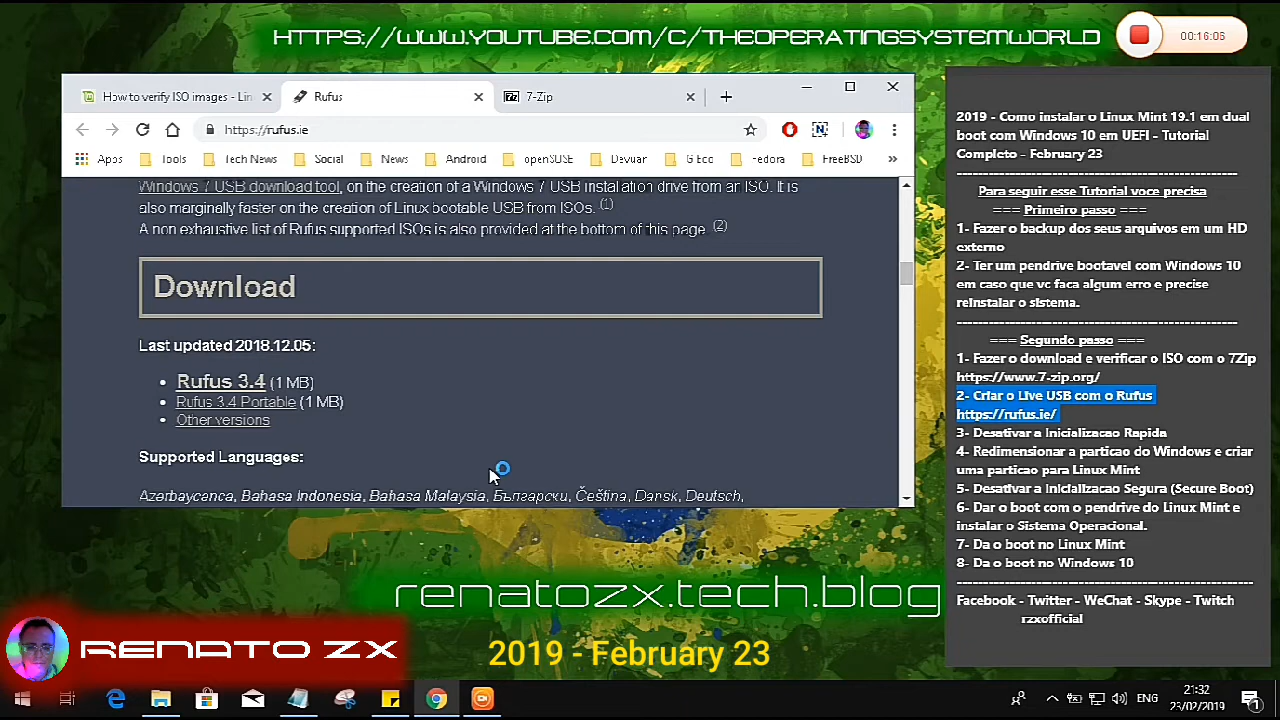 HTTPS://WWW.YOUTUBE.COM/C/THEOPERATINGSYSTEMWORLD
00:16:06
How to verify ISO images - Lin
Rufus
7-Zip
https://rufus.ie
Apps
Tools
Tech News
Social
News
Android
openSUSE
Devuan
G Eco
Fedora
FreeBSD
»
Windows 7 USB download tool, on the creation of a Windows 7 USB installation drive from an ISO. It is
also marginally faster on the creation of Linux bootable USB from ISOs. (1)
A non exhaustive list of Rufus supported ISOs is also provided at the bottom of this page. (2)
Download
Last updated 2018.12.05:
• Rufus 3.4 (1 MB)
• Rufus 3.4 Portable (1 MB)
• Other versions
Supported Languages:
Azərbaycanca, Bahasa Indonesia, Bahasa Malaysia, Български, Čeština, Dansk, Deutsch,
2019 - Como instalar o Linux Mint 19.1 em dual
boot com Windows 10 em UEFI - Tutorial
Completo - February 23
Para seguir esse Tutorial voce precisa
=== Primeiro passo ===
1- Fazer o backup dos seus arquivos em um HD
externo
2- Ter um pendrive bootavel com Windows 10
em caso que vc faca algum erro e precise
reinstalar o sistema.
=== Segundo passo ===
1- Fazer o download e verificar o ISO com o 7Zip
https://www.7-zip.org/
2- Criar o Live USB com o Rufus
https://rufus.ie/
3- Desativar a Inicializacao Rapida
4- Redimensionar a particao do Windows e criar
uma particao para Linux Mint
5- Desativar a Inicializacao Segura (Secure Boot)
6- Dar o boot com o pendrive do Linux Mint e
instalar o Sistema Operacional.
7- Da o boot no Linux Mint
8- Da o boot no Windows 10
Facebook - Twitter - WeChat - Skype - Twitch
rzxofficial
renatozx.tech.blog
RENATO ZX
2019 - February 23
ENG
21:32
23/02/2019
1